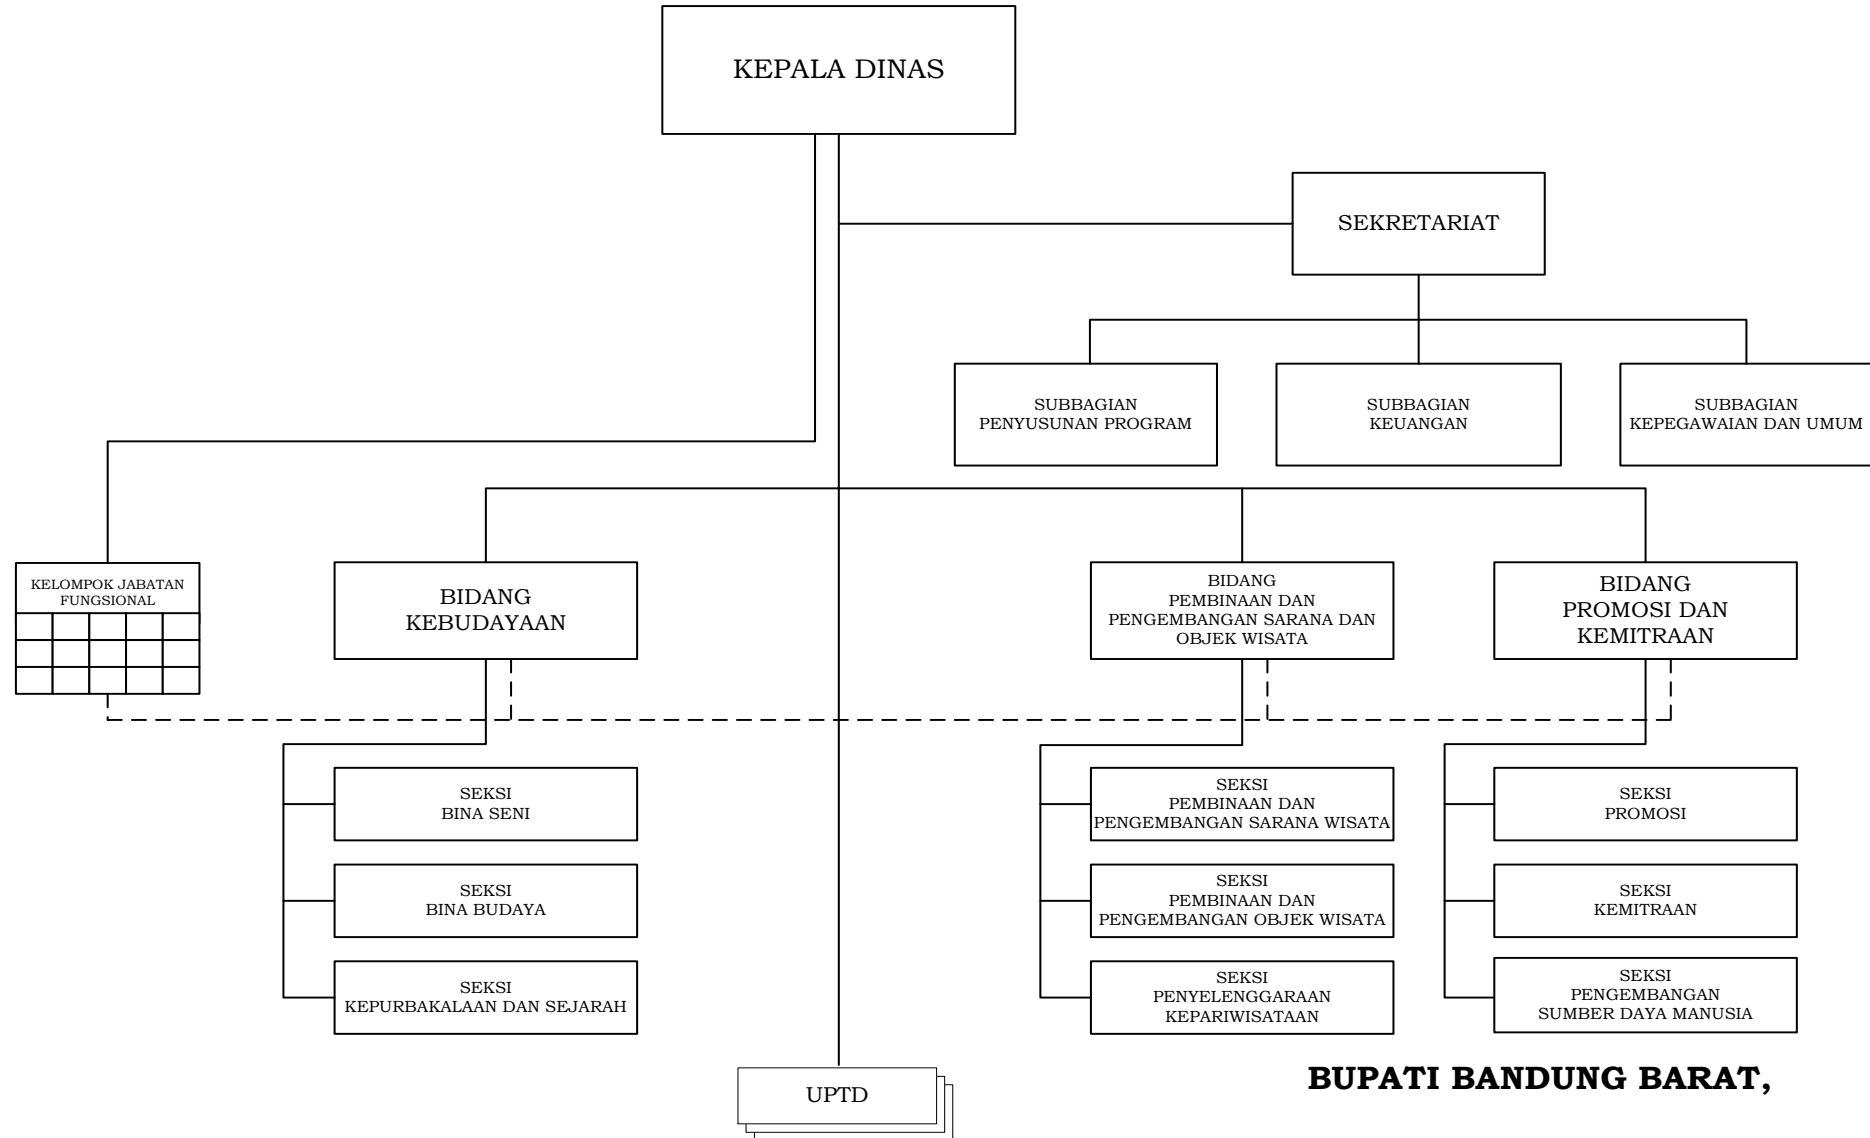 KEPALA DINAS
SEKRETARIAT
SUBBAGIAN
PENYUSUNAN PROGRAM
SUBBAGIAN
KEUANGAN
SUBBAGIAN
KEPEGAWAIAN DAN UMUM
KELOMPOK JABATAN
FUNGSIONAL
BIDANG
KEBUDAYAAN
BIDANG
PEMBINAAN DAN
PENGEMBANGAN SARANA DAN
OBJEK WISATA
BIDANG
PROMOSI DAN
KEMITRAAN
SEKSI
BINA SENI
SEKSI
BINA BUDAYA
SEKSI
KEPURBAKALAAN DAN SEJARAH
SEKSI
PEMBINAAN DAN
PENGEMBANGAN SARANA WISATA
SEKSI
PEMBINAAN DAN
PENGEMBANGAN OBJEK WISATA
SEKSI
PENYELENGGARAAN
KEPARIWISATAAN
SEKSI
PROMOSI
SEKSI
KEMITRAAN
SEKSI
PENGEMBANGAN
SUMBER DAYA MANUSIA
UPTD
BUPATI BANDUNG BARAT,